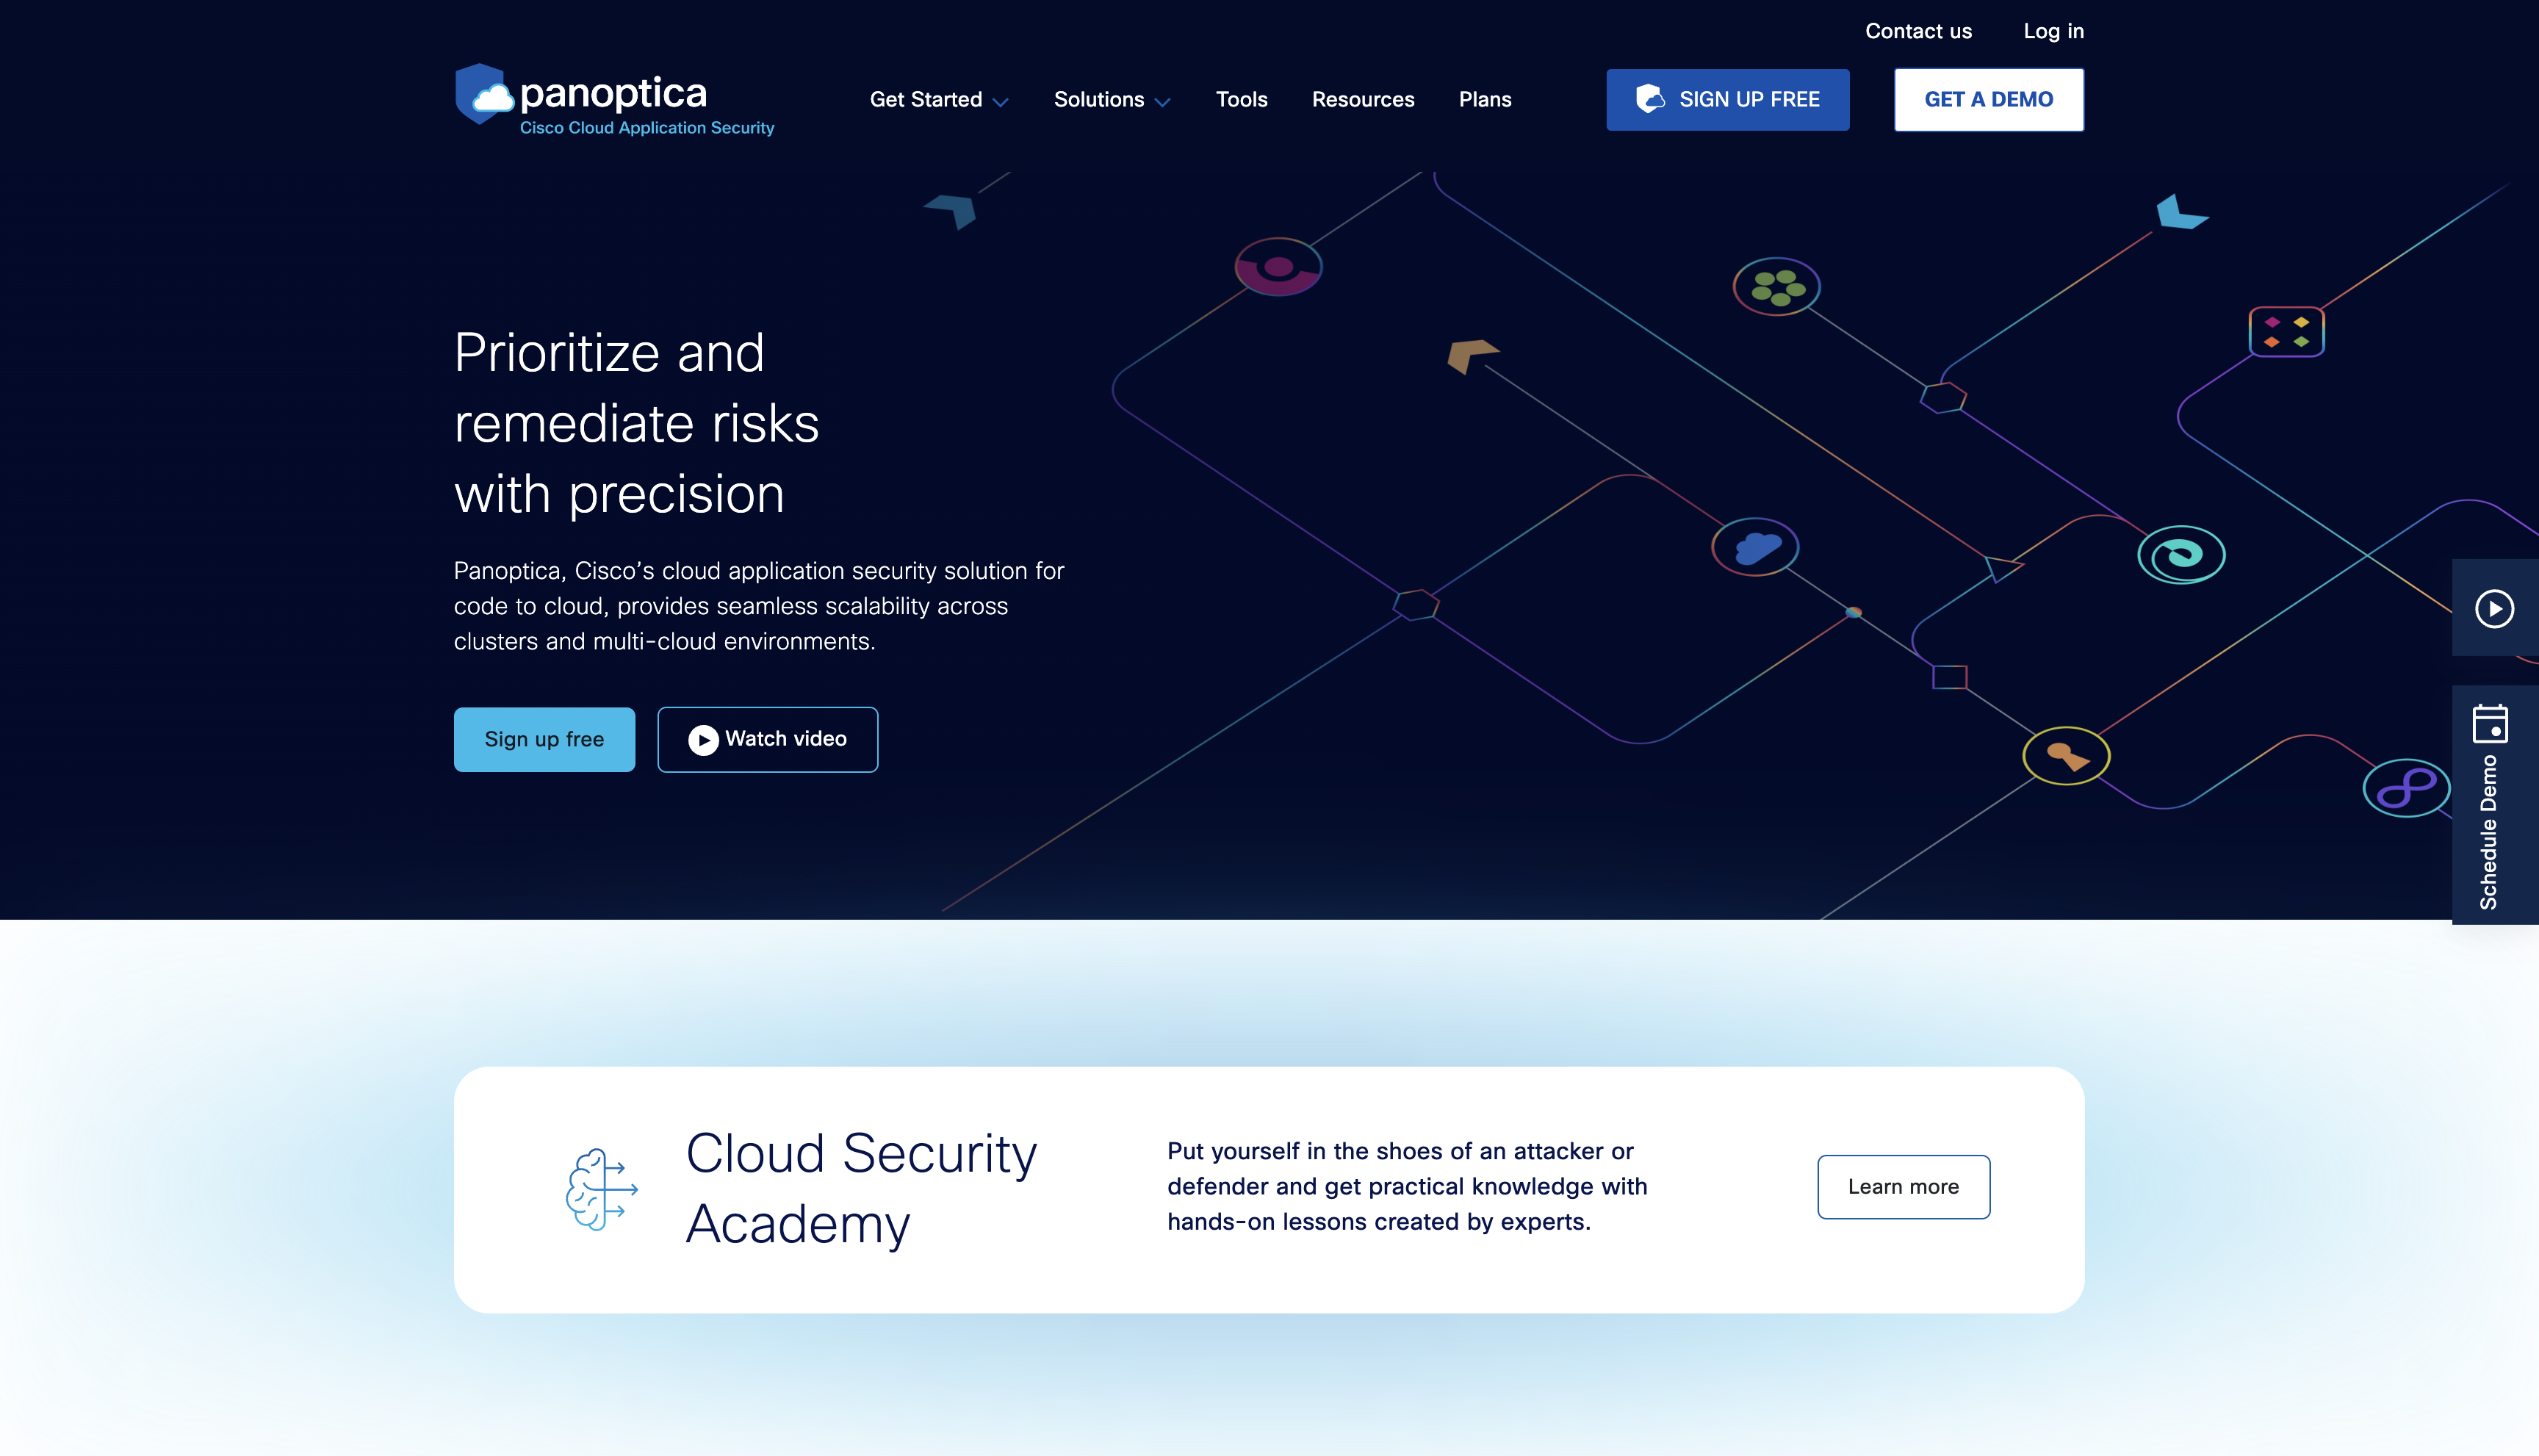 Contact us
Log in
panoptica
Cisco Cloud Application Security
Get Started
Solutions
Tools
Resources
Plans
SIGN UP FREE
GET A DEMO
Prioritize and
remediate risks
with precision
Panoptica, Cisco’s cloud application security solution for
code to cloud, provides seamless scalability across
clusters and multi-cloud environments.
Sign up free
Watch video
Schedule Demo
Cloud Security
Academy
Put yourself in the shoes of an attacker or
defender and get practical knowledge with
hands-on lessons created by experts.
Learn more